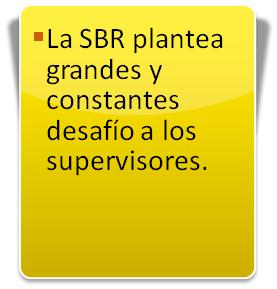 ▪La SBR plantea
grandes y
constantes
desafío a los
supervisores.